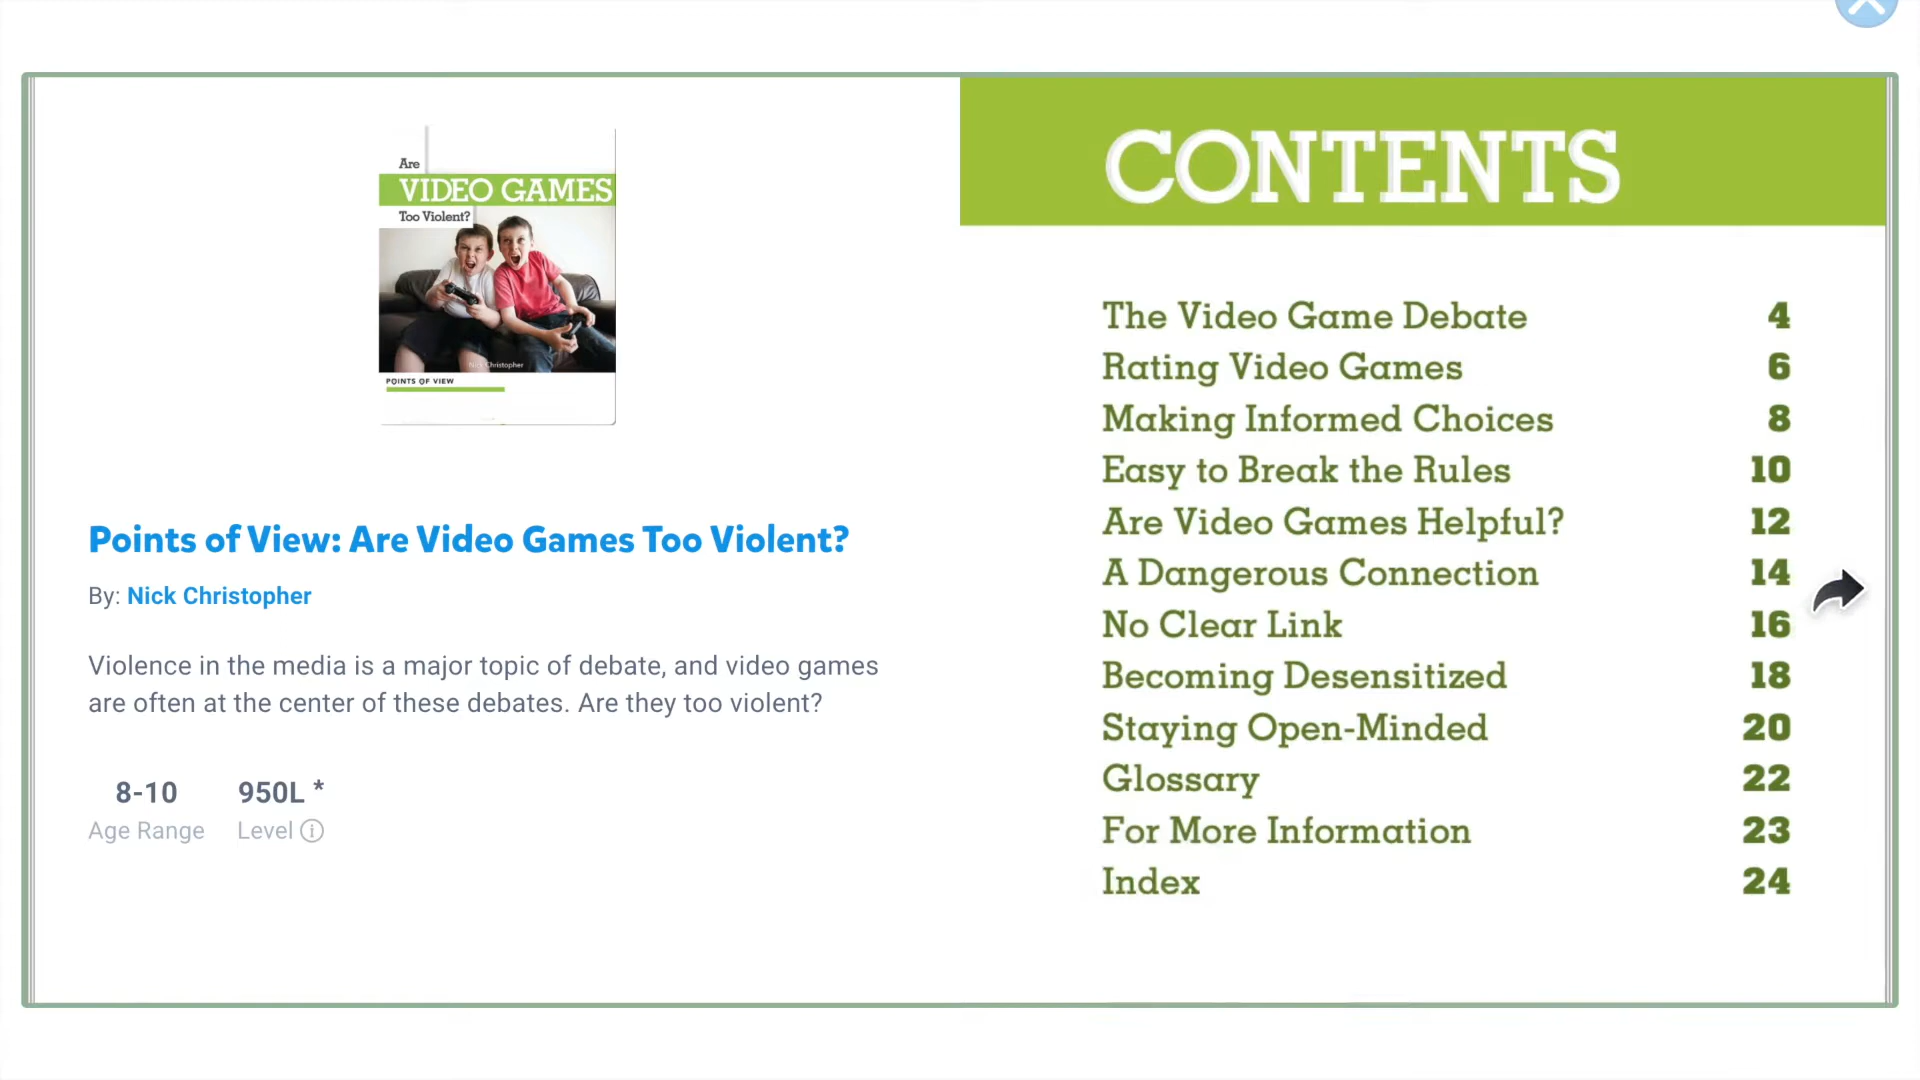 Are
VIDEO GAMES
Too Violent?
Nick Christopher
POINTS OF VIEW
Points of View: Are Video Games Too Violent?
By: Nick Christopher
Violence in the media is a major topic of debate, and video games
are often at the center of these debates. Are they too violent?
8-10 950L *
Age Range Level
CONTENTS
The Video Game Debate 4
Rating Video Games 6
Making Informed Choices 8
Easy to Break the Rules 10
Are Video Games Helpful? 12
A Dangerous Connection 14
No Clear Link 16
Becoming Desensitized 18
Staying Open-Minded 20
Glossary 22
For More Information 23
Index 24